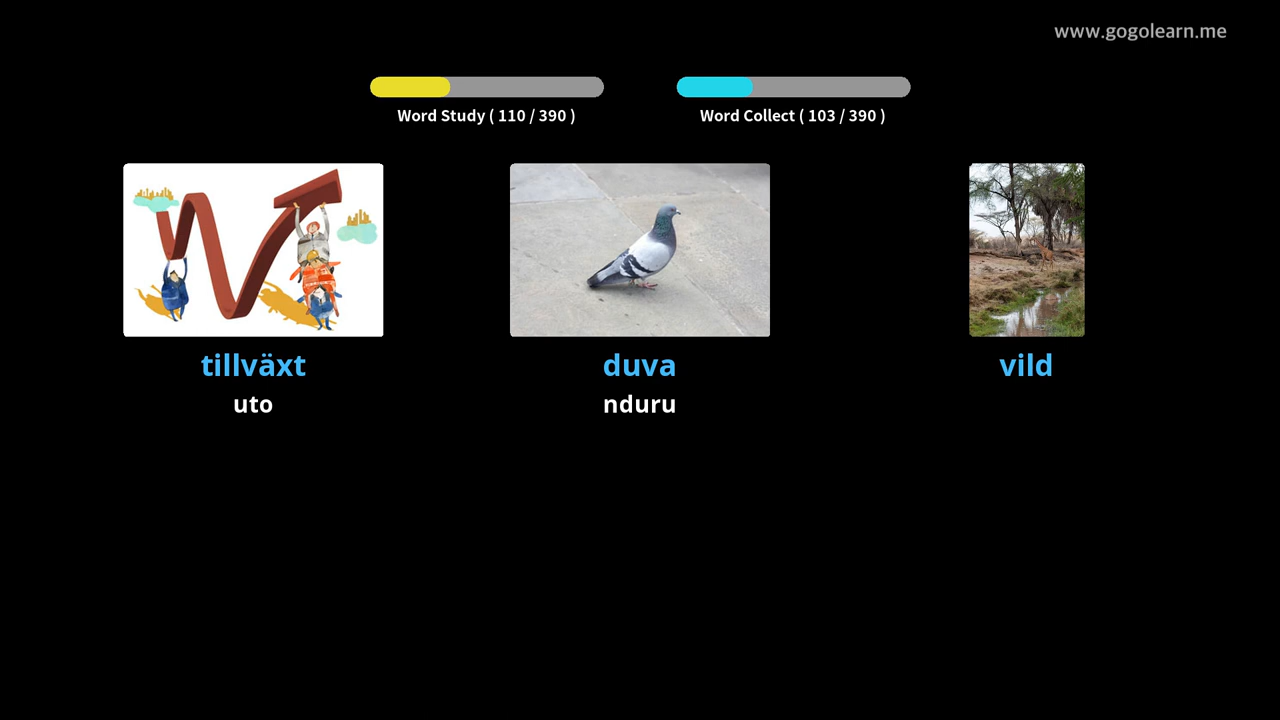 www.gogolearn.me
Word Study ( 110 / 390 )
Word Collect ( 103 / 390 )
tillväxt
uto
duva
nduru
vild